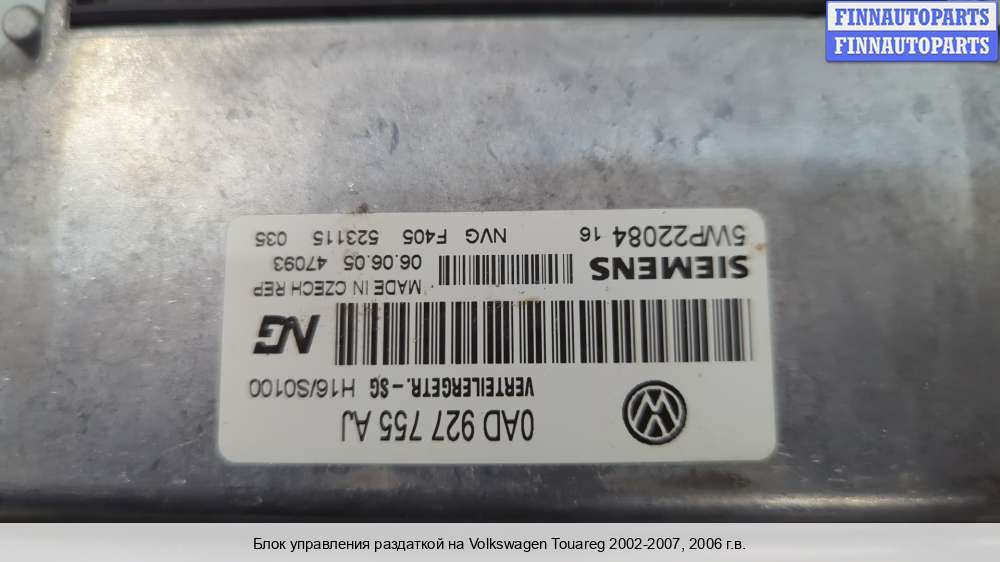 FINNAUTOPARTS
FINNAUTOPARTS
0AD 927 755 AJ
VERTEILERGETR.-SG H16/S0100
NG
MADE IN CZECH REP
SIEMENS
06.06.05 47093
5WP22084 16
NVG F405 523115 035
Блок управления раздаткой на Volkswagen Touareg 2002-2007, 2006 г.в.